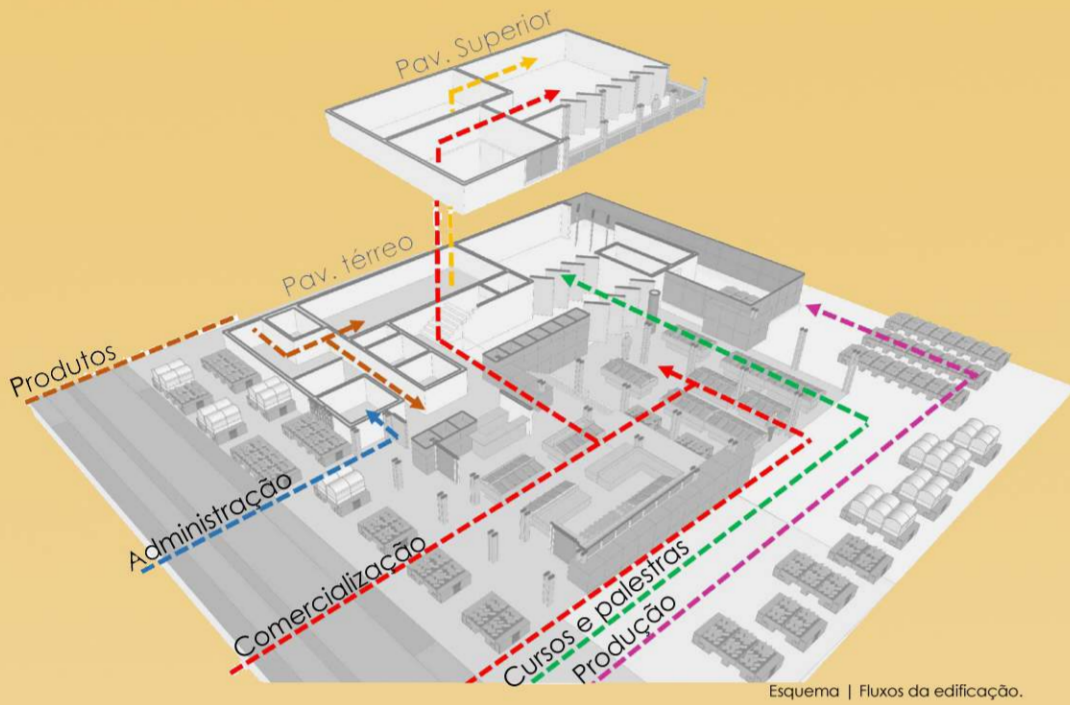 Pav. Superior
Pav. térreo
Produtos
Administração
Comercialização
Cursos e palestras
Produção
Esquema | Fluxos da edificação.